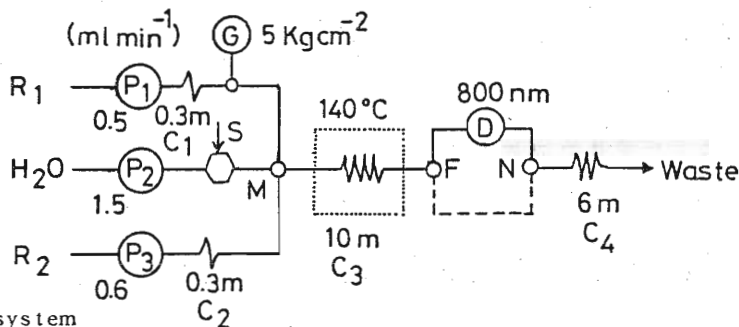 (ml min⁻¹)
G 5 Kgcm⁻²
R₁ P₁
0.5 0.3m
C₁
S
H₂O P₂
1.5
M
140°C
10 m
C₃
800 nm
D
F N
Waste
6 m
C₄
R₂ P₃
0.6 0.3m
C₂
system